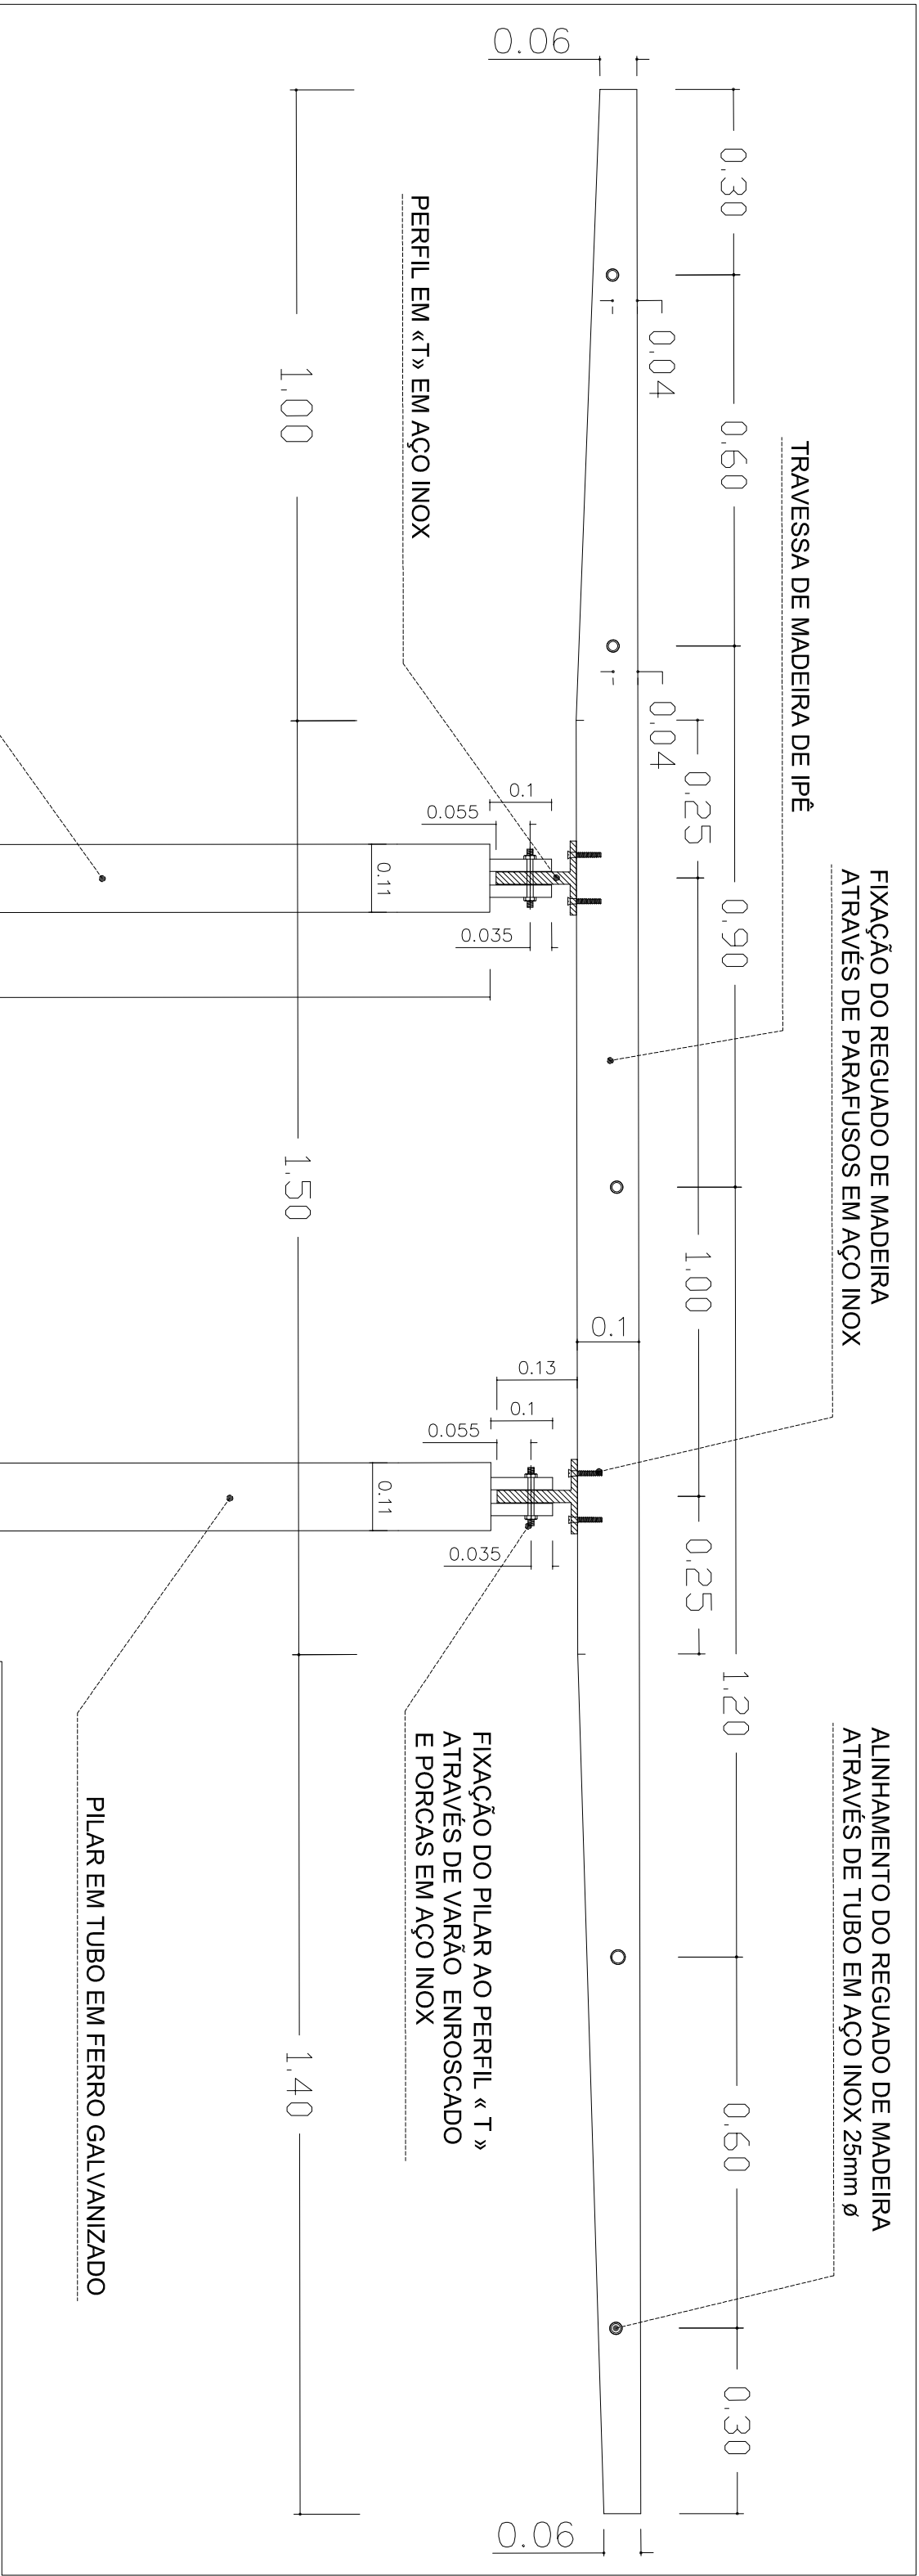 FIXAÇÃO DO REGUADO DE MADEIRA
ATRAVÉS DE PARAFUSOS EM AÇO INOX
ALINHAMENTO DO REGUADO DE MADEIRA
ATRAVÉS DE TUBO EM AÇO INOX 25mm ø
TRAVESSA DE MADEIRA DE IPÊ
0.30
0.60
0.90
1.20
0.60
0.30
0.25
1.00
0.25
0.04
0.04
0.06
0.1
0.06
0.1
0.055
0.035
0.13
0.1
0.055
0.035
PERFIL EM «T» EM AÇO INOX
FIXAÇÃO DO PILAR AO PERFIL « T »
ATRAVÉS DE VARÃO ENROSCADO
E PORCAS EM AÇO INOX
0.11
0.11
1.00
1.50
1.40
PILAR EM TUBO EM FERRO GALVANIZADO